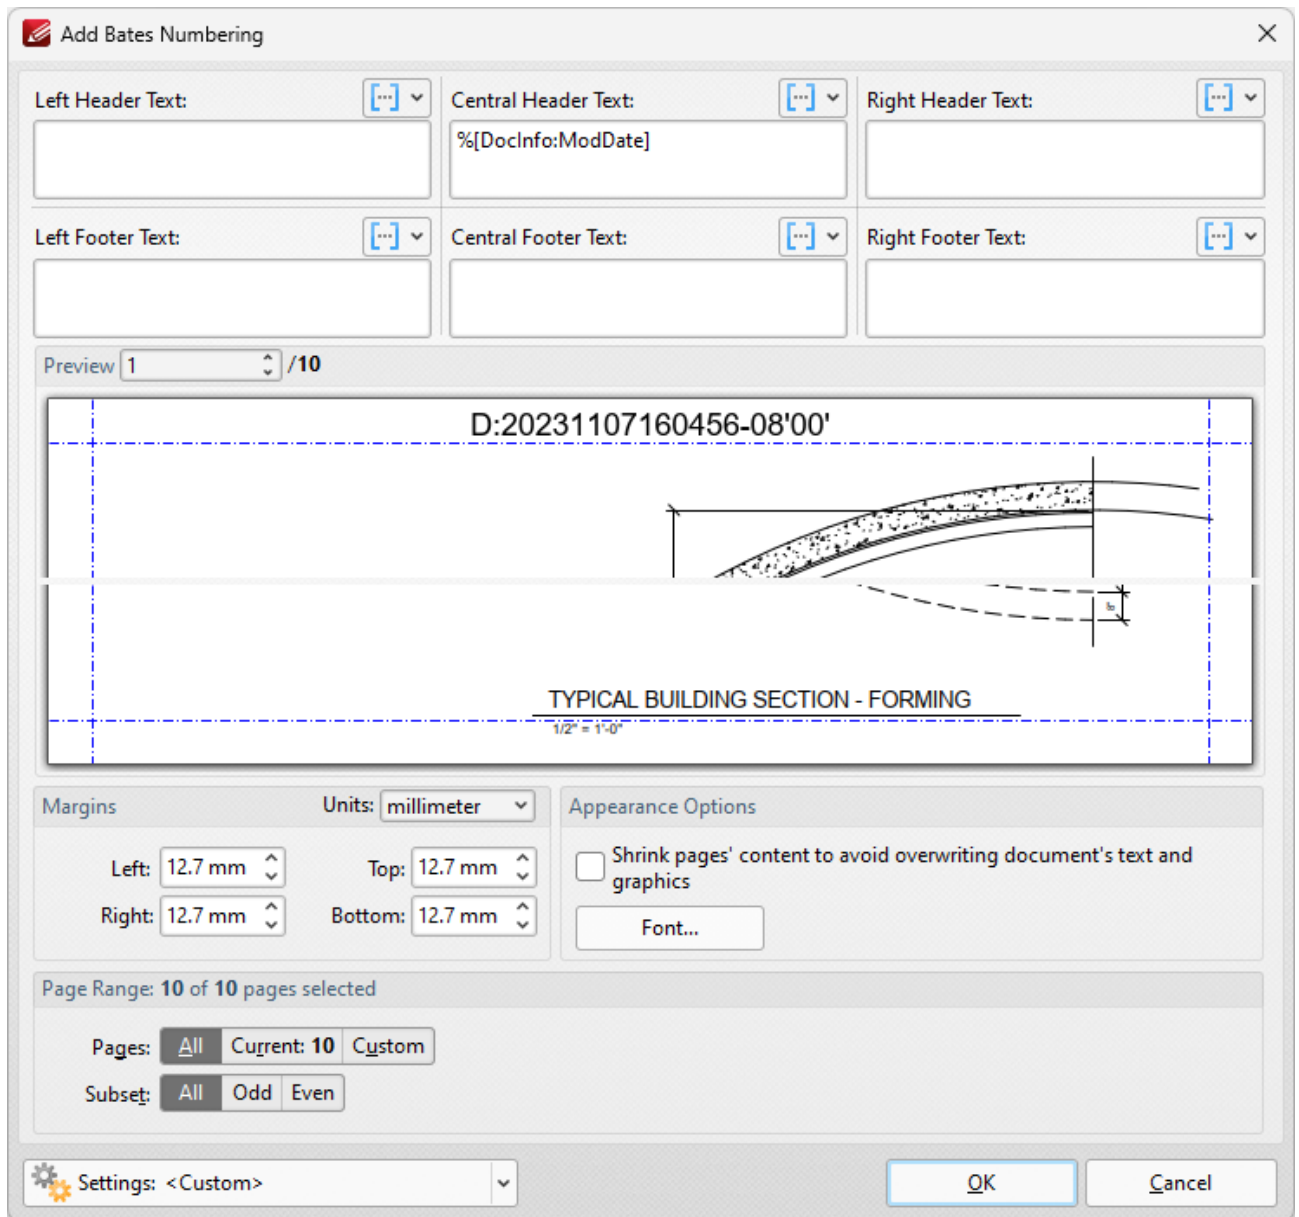 Add Bates Numbering
Left Header Text:
Central Header Text:
Right Header Text:
%[DocInfo:ModDate]
Left Footer Text:
Central Footer Text:
Right Footer Text:
Preview 1 /10
D:20231107160456-08'00'
TYPICAL BUILDING SECTION - FORMING
1/2" = 1'-0"
Margins
Units: millimeter
Left: 12.7 mm
Top: 12.7 mm
Right: 12.7 mm
Bottom: 12.7 mm
Appearance Options
Shrink pages' content to avoid overwriting document's text and
graphics
Font...
Page Range: 10 of 10 pages selected
Pages: All Current: 10 Custom
Subset: All Odd Even
Settings: <Custom>
OK
Cancel